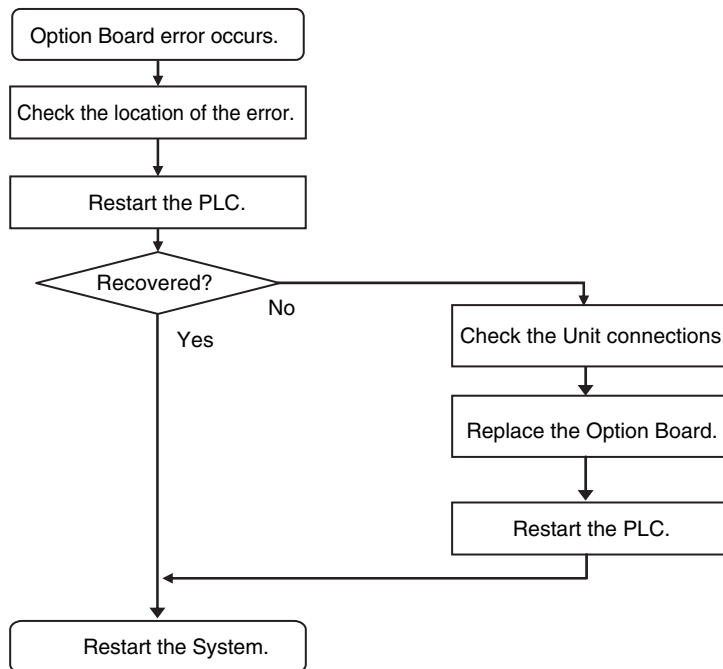 Option Board error occurs.
Check the location of the error.
Restart the PLC.
Recovered?
No
Yes
Check the Unit connections.
Replace the Option Board.
Restart the PLC.
Restart the System.